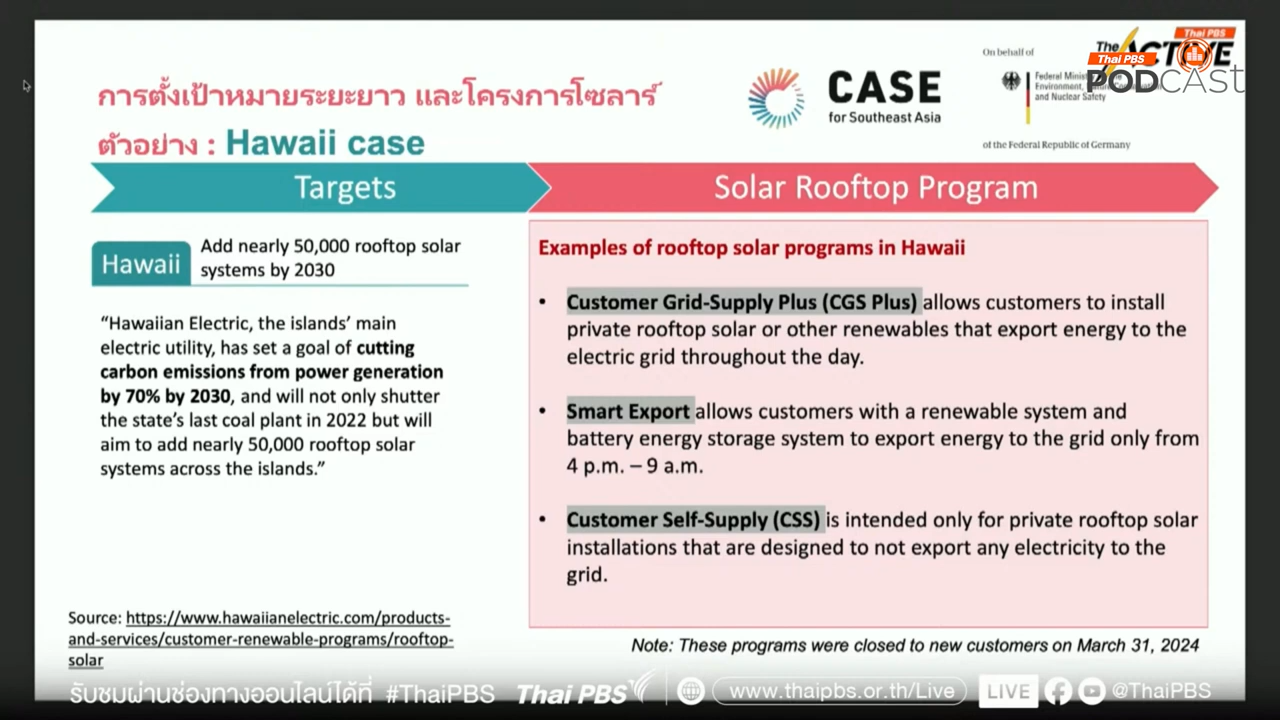 Thai PBS
The ACTIVE
Thai PBS
PODCAST
การตั้งเป้าหมายระยะยาว และโครงการโซลาร์
ตัวอย่าง : Hawaii case
CASE
for Southeast Asia
On behalf of
Federal
Environment,
and Nuclear Safety
of the Federal Republic of Germany
Targets
Solar Rooftop Program
Hawaii
Add nearly 50,000 rooftop solar
systems by 2030
“Hawaiian Electric, the islands’ main
electric utility, has set a goal of cutting
carbon emissions from power generation
by 70% by 2030, and will not only shutter
the state’s last coal plant in 2022 but will
aim to add nearly 50,000 rooftop solar
systems across the islands.”
Source: https://www.hawaiianelectric.com/products-
and-services/customer-renewable-programs/rooftop-
solar
Examples of rooftop solar programs in Hawaii
• Customer Grid-Supply Plus (CGS Plus) allows customers to install
private rooftop solar or other renewables that export energy to the
electric grid throughout the day.
• Smart Export allows customers with a renewable system and
battery energy storage system to export energy to the grid only from
4 p.m. – 9 a.m.
• Customer Self-Supply (CSS) is intended only for private rooftop solar
installations that are designed to not export any electricity to the
grid.
Note: These programs were closed to new customers on March 31, 2024
รับชมผ่านช่องทางออนไลน์ได้ที่ #ThaiPBS Thai PBS www.thaipbs.or.th/Live LIVE @ThaiPBS